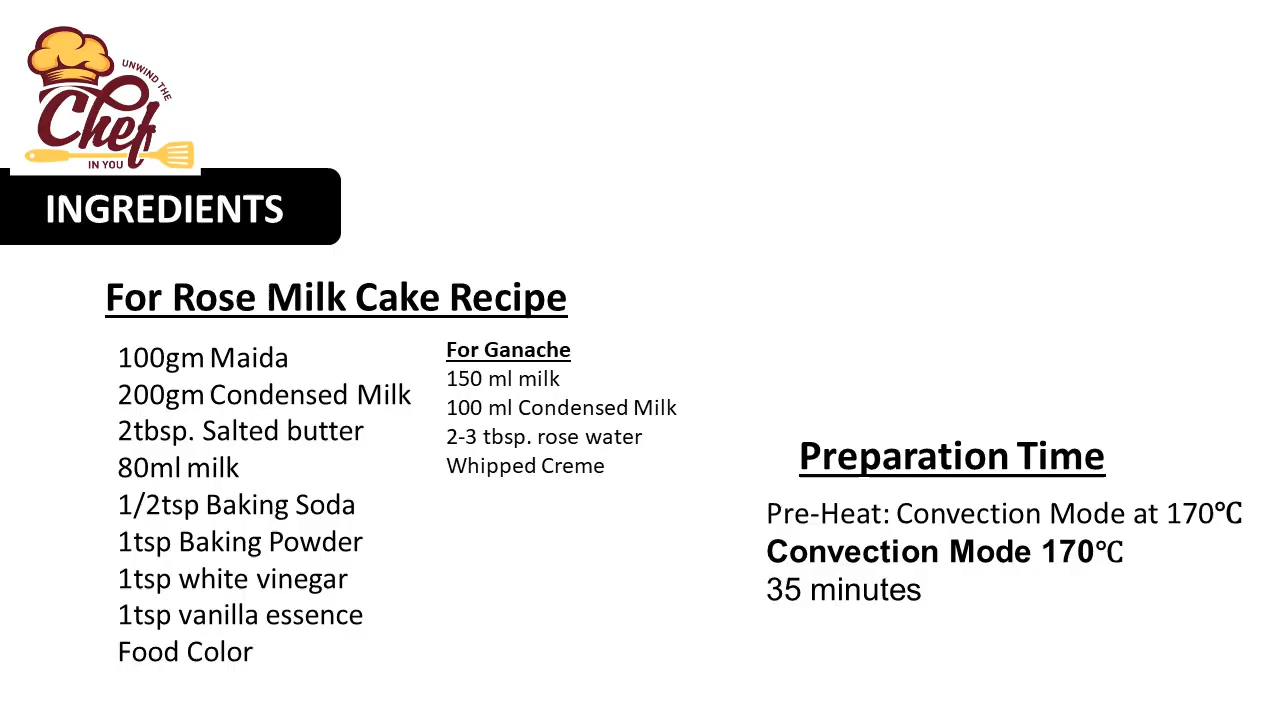 UNWIND THE
Chef
IN YOU
INGREDIENTS
For Rose Milk Cake Recipe
100gm Maida
200gm Condensed Milk
2tbsp. Salted butter
80ml milk
1/2tsp Baking Soda
1tsp Baking Powder
1tsp white vinegar
1tsp vanilla essence
Food Color
For Ganache
150 ml milk
100 ml Condensed Milk
2-3 tbsp. rose water
Whipped Creme
Preparation Time
Pre-Heat: Convection Mode at 170℃
Convection Mode 170℃
35 minutes